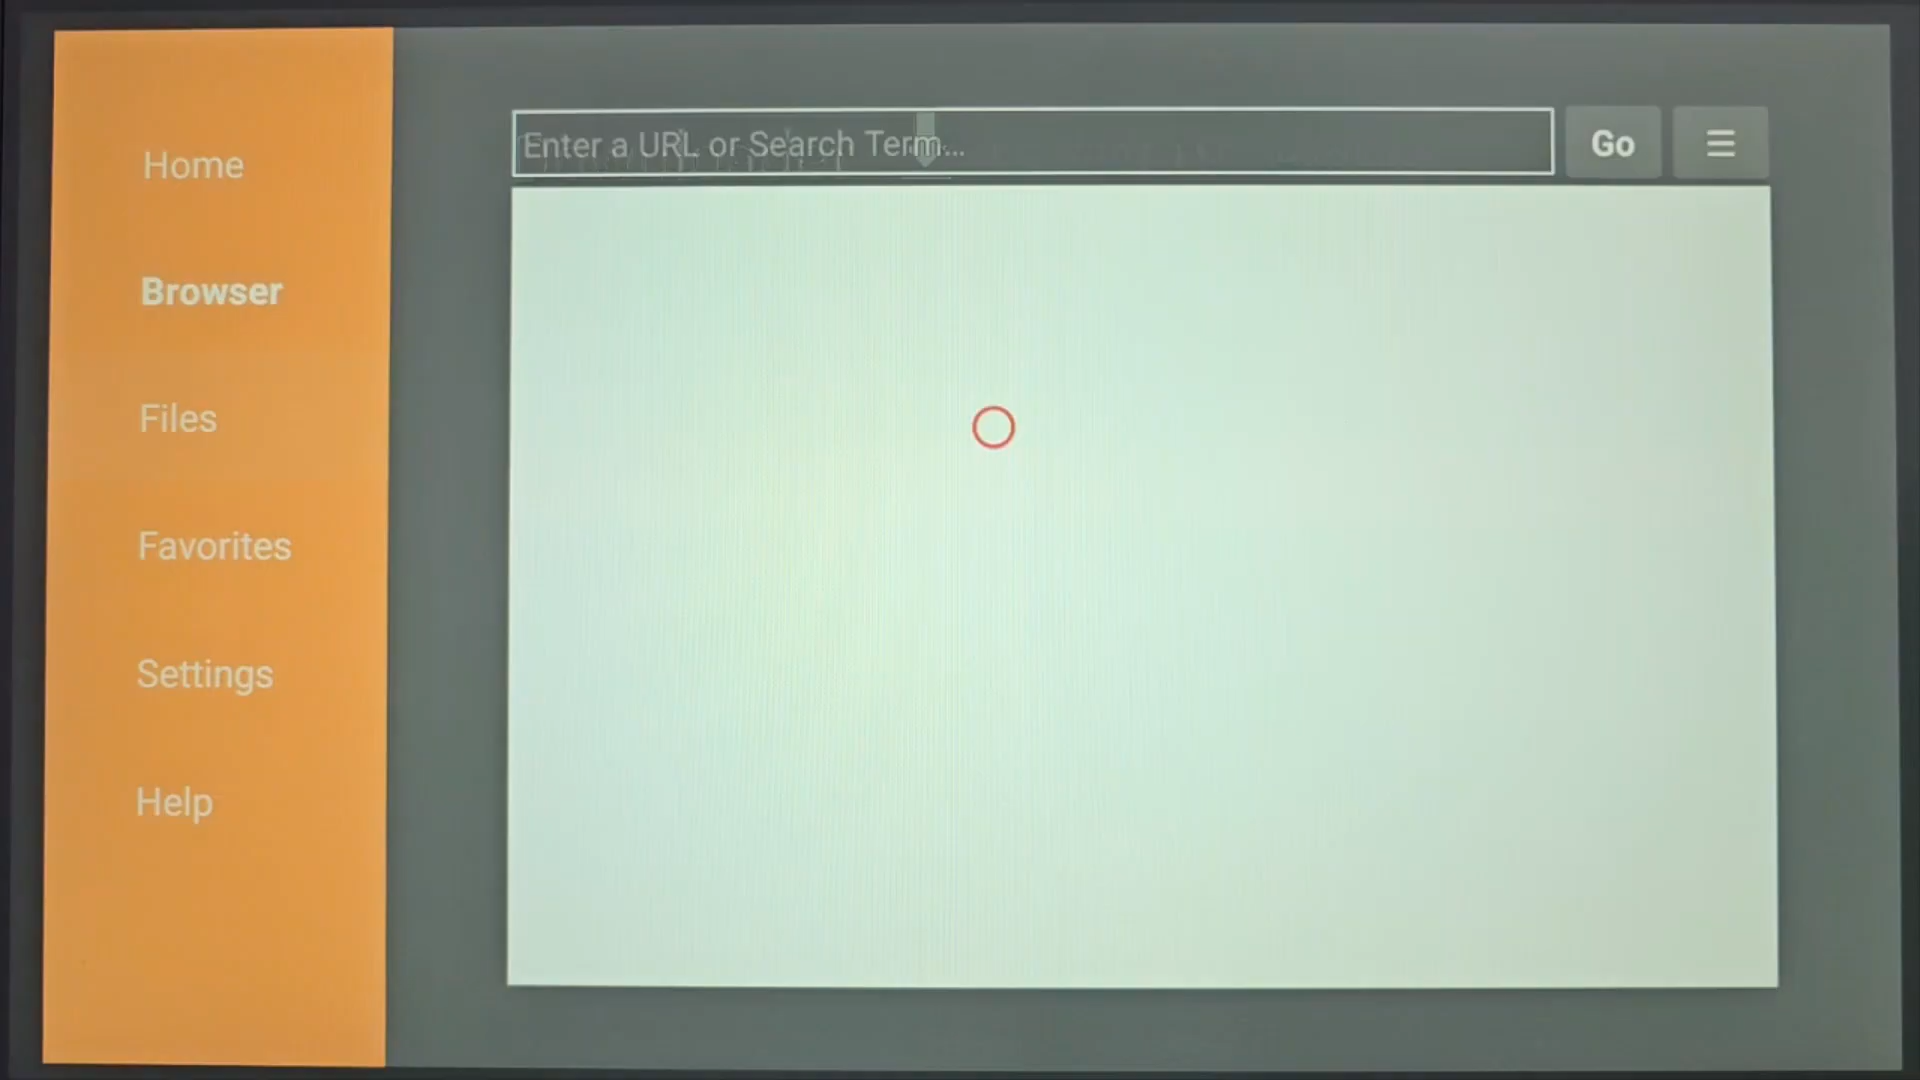 Home
Browser
Files
Favorites
Settings
Help
Enter a URL or Search Term...
Go